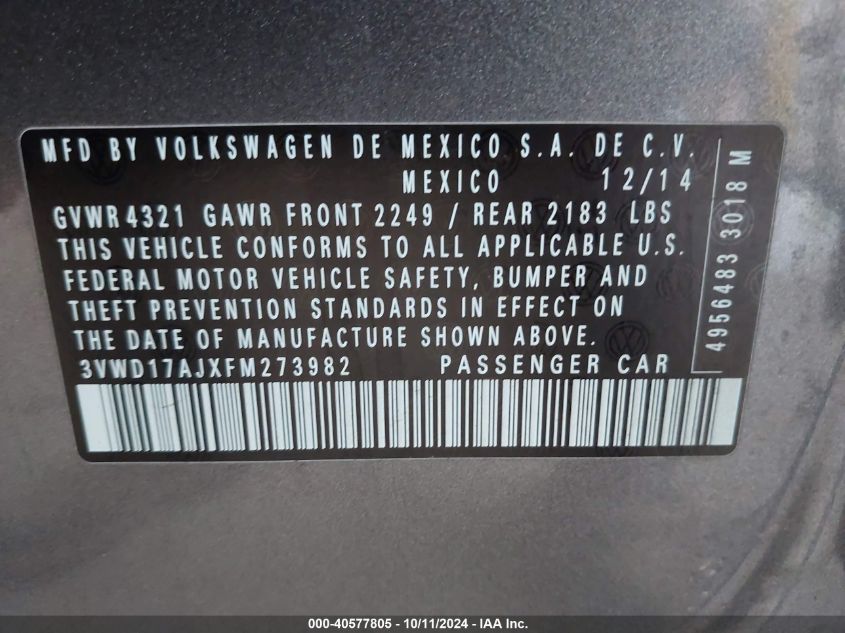 MFD BY VOLKSWAGEN DE MEXICO S.A. DE C.V.
MEXICO 12/14
GVWR 4321 GAWR FRONT 2249 / REAR 2183 LBS
THIS VEHICLE CONFORMS TO ALL APPLICABLE U.S.
FEDERAL MOTOR VEHICLE SAFETY, BUMPER AND
THEFT PREVENTION STANDARDS IN EFFECT ON
THE DATE OF MANUFACTURE SHOWN ABOVE.
3VWD17AJXFM273982 PASSENGER CAR
4956483 3018 M
000-40577805 - 10/11/2024 - IAA Inc.